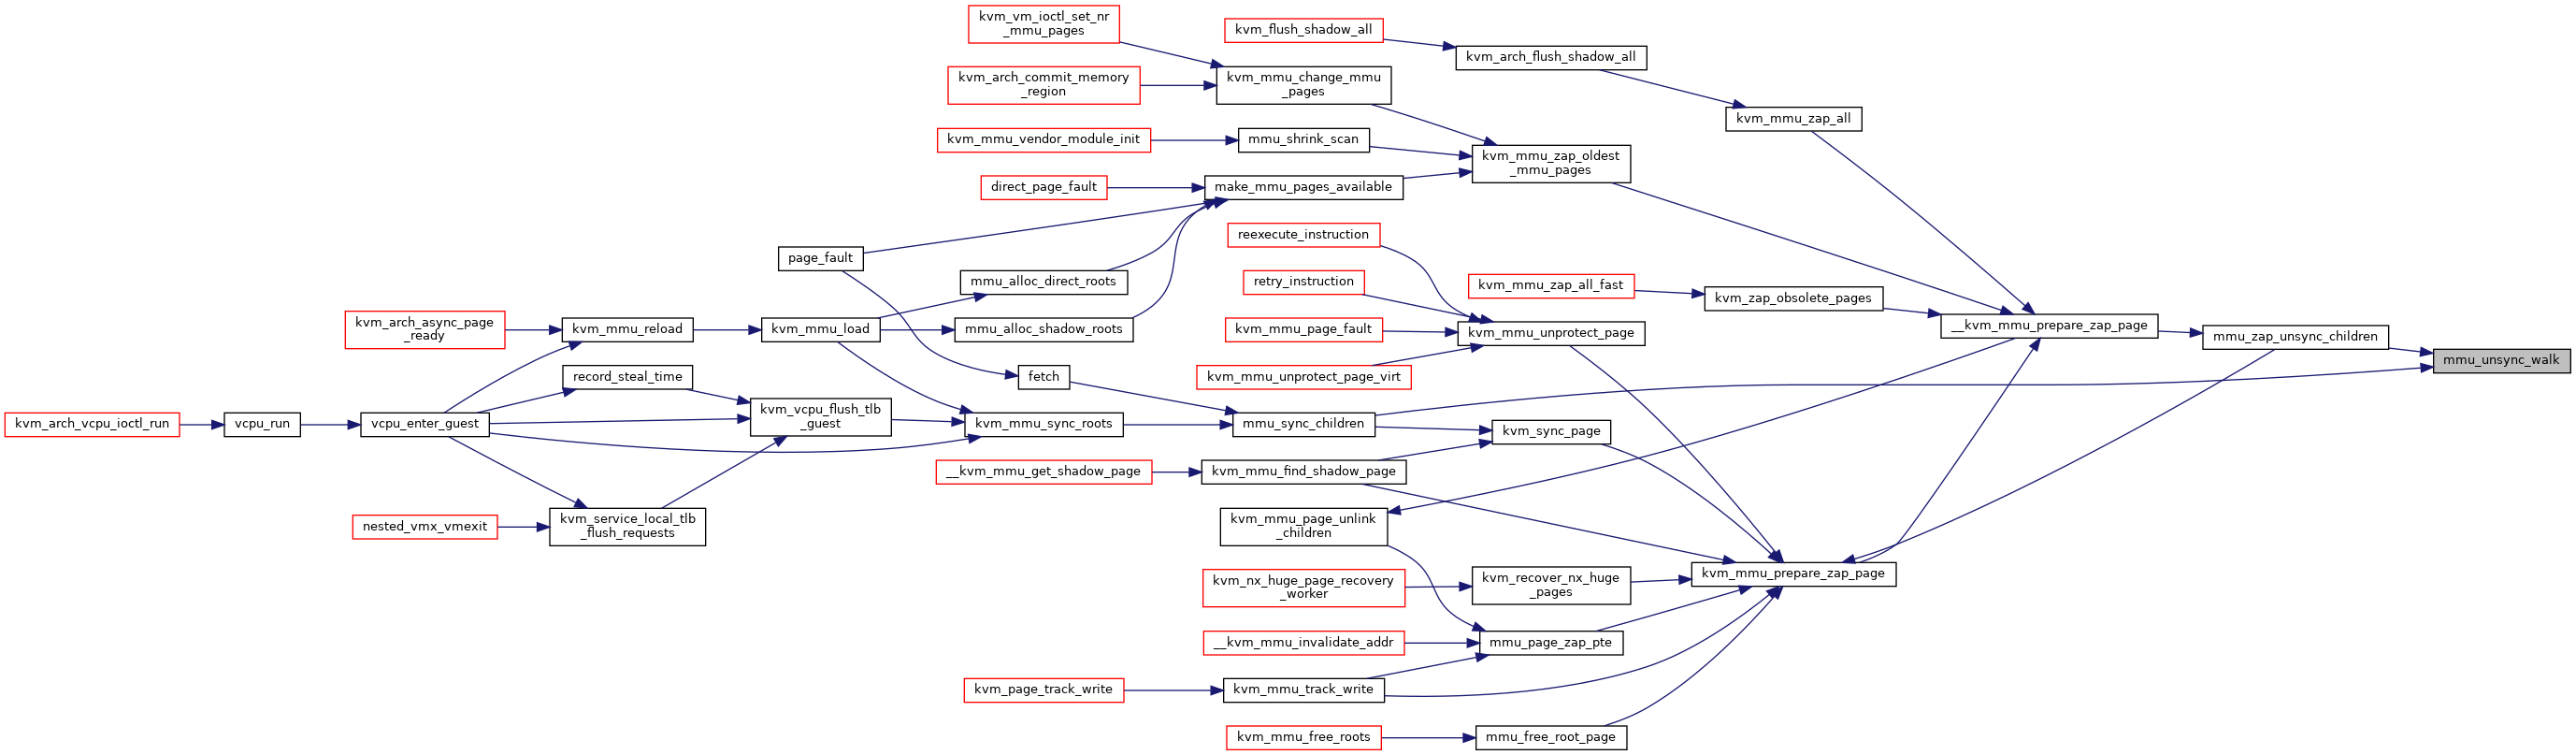 kvm_vm_ioctl_set_nr
_mmu_pages
kvm_flush_shadow_all
kvm_arch_flush_shadow_all
kvm_arch_commit_memory
_region
kvm_mmu_change_mmu
_pages
kvm_mmu_zap_all
kvm_mmu_vendor_module_init
mmu_shrink_scan
kvm_mmu_zap_oldest
_mmu_pages
direct_page_fault
make_mmu_pages_available
reexecute_instruction
page_fault
mmu_alloc_direct_roots
retry_instruction
kvm_mmu_zap_all_fast
kvm_zap_obsolete_pages
kvm_arch_async_page
_ready
kvm_mmu_reload
kvm_mmu_load
mmu_alloc_shadow_roots
kvm_mmu_page_fault
kvm_mmu_unprotect_page
__kvm_mmu_prepare_zap_page
mmu_zap_unsync_children
mmu_unsync_walk
record_steal_time
fetch
kvm_mmu_unprotect_page_virt
kvm_arch_vcpu_ioctl_run
vcpu_run
vcpu_enter_guest
kvm_vcpu_flush_tlb
_guest
kvm_mmu_sync_roots
mmu_sync_children
kvm_sync_page
__kvm_mmu_get_shadow_page
kvm_mmu_find_shadow_page
nested_vmx_vmexit
kvm_service_local_tlb
_flush_requests
kvm_mmu_page_unlink
_children
kvm_nx_huge_page_recovery
_worker
kvm_recover_nx_huge
_pages
kvm_mmu_prepare_zap_page
__kvm_mmu_invalidate_addr
mmu_page_zap_pte
kvm_page_track_write
kvm_mmu_track_write
kvm_mmu_free_roots
mmu_free_root_page